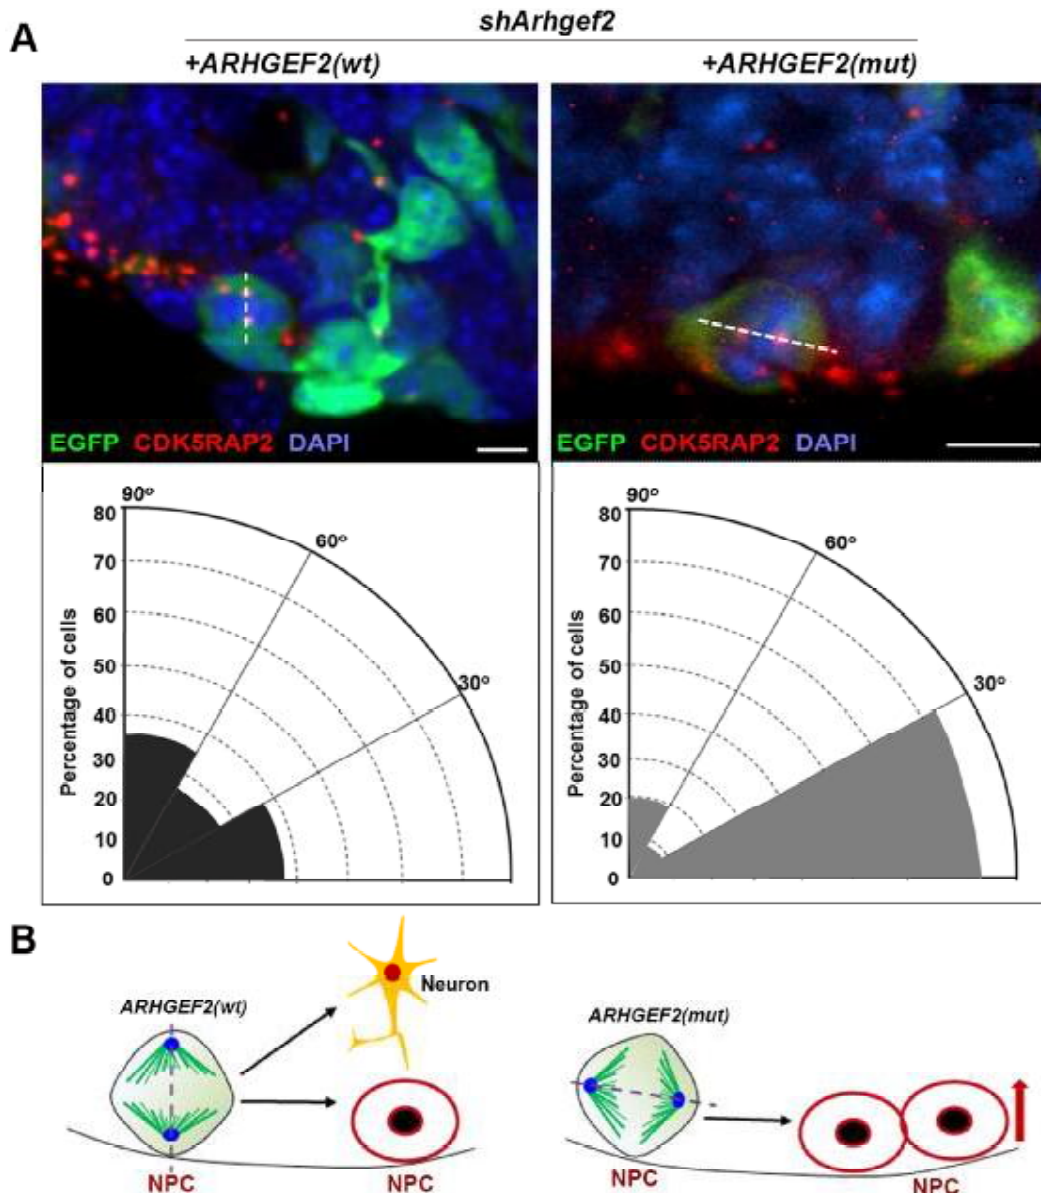 A
shArhgef2
+ARHGEF2(wt)
+ARHGEF2(mut)
EGFP CDK5RAP2 DAPI
EGFP CDK5RAP2 DAPI
Percentage of cells
80
70
60
50
40
30
20
10
0
90°
60°
30°
Percentage of cells
80
70
60
50
40
30
20
10
0
90°
60°
30°
B
ARHGEF2(wt)
Neuron
NPC
NPC
ARHGEF2(mut)
NPC
NPC